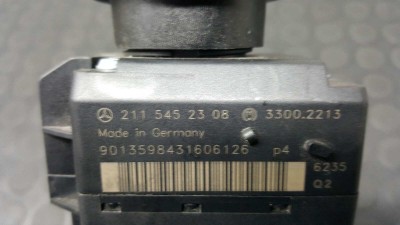 211 545 23 08 3300.2213
Made in Germany
9013598431606126 p4
6235
Q2